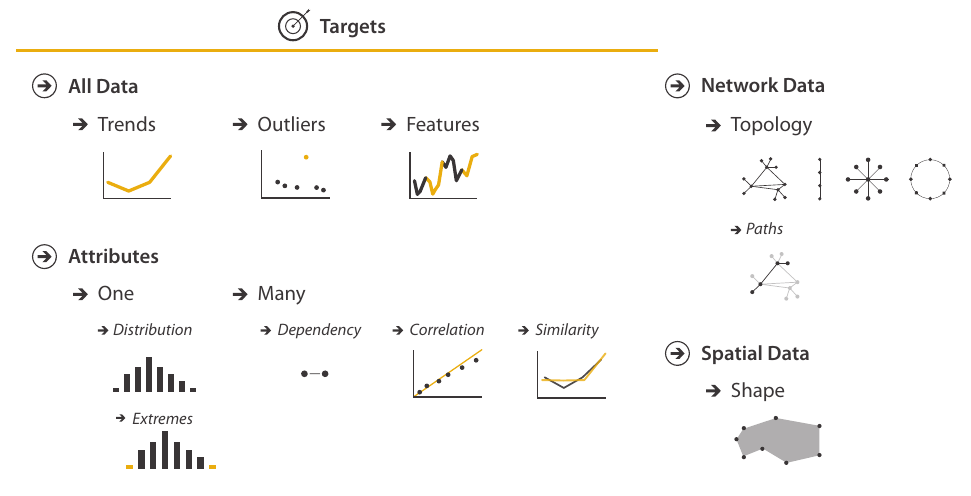 Targets
All Data
Trends
Outliers
Features
Attributes
One
Many
Distribution
Dependency
Correlation
Similarity
Extremes
Network Data
Topology
Paths
Spatial Data
Shape